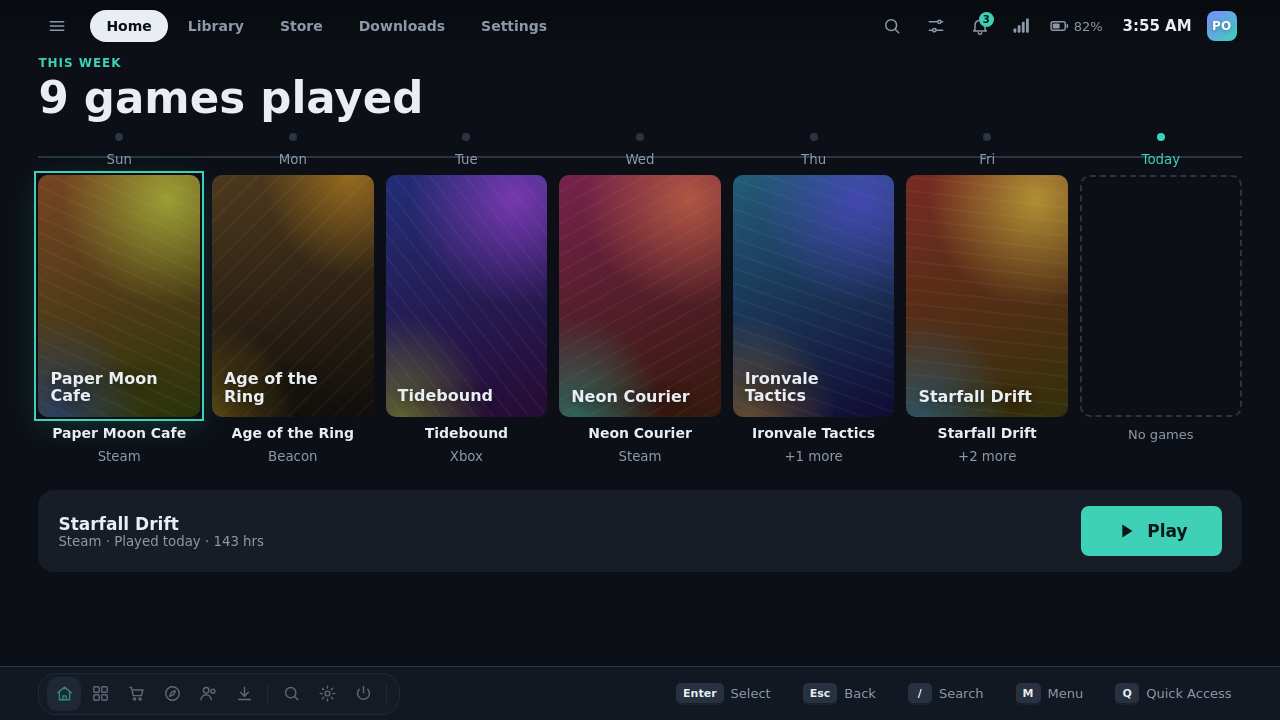 Home Library Store Downloads Settings 3 82% 3:55 AM PO
THIS WEEK
9 games played
Sun Mon Tue Wed Thu Fri Today
Paper Moon
Cafe
Age of the
Ring
Tidebound
Neon Courier
Ironvale
Tactics
Starfall Drift
Paper Moon Cafe Age of the Ring Tidebound Neon Courier Ironvale Tactics Starfall Drift No games
Steam Beacon Xbox Steam +1 more +2 more
Starfall Drift
Steam · Played today · 143 hrs
Play
Enter Select Esc Back / Search M Menu Q Quick Access